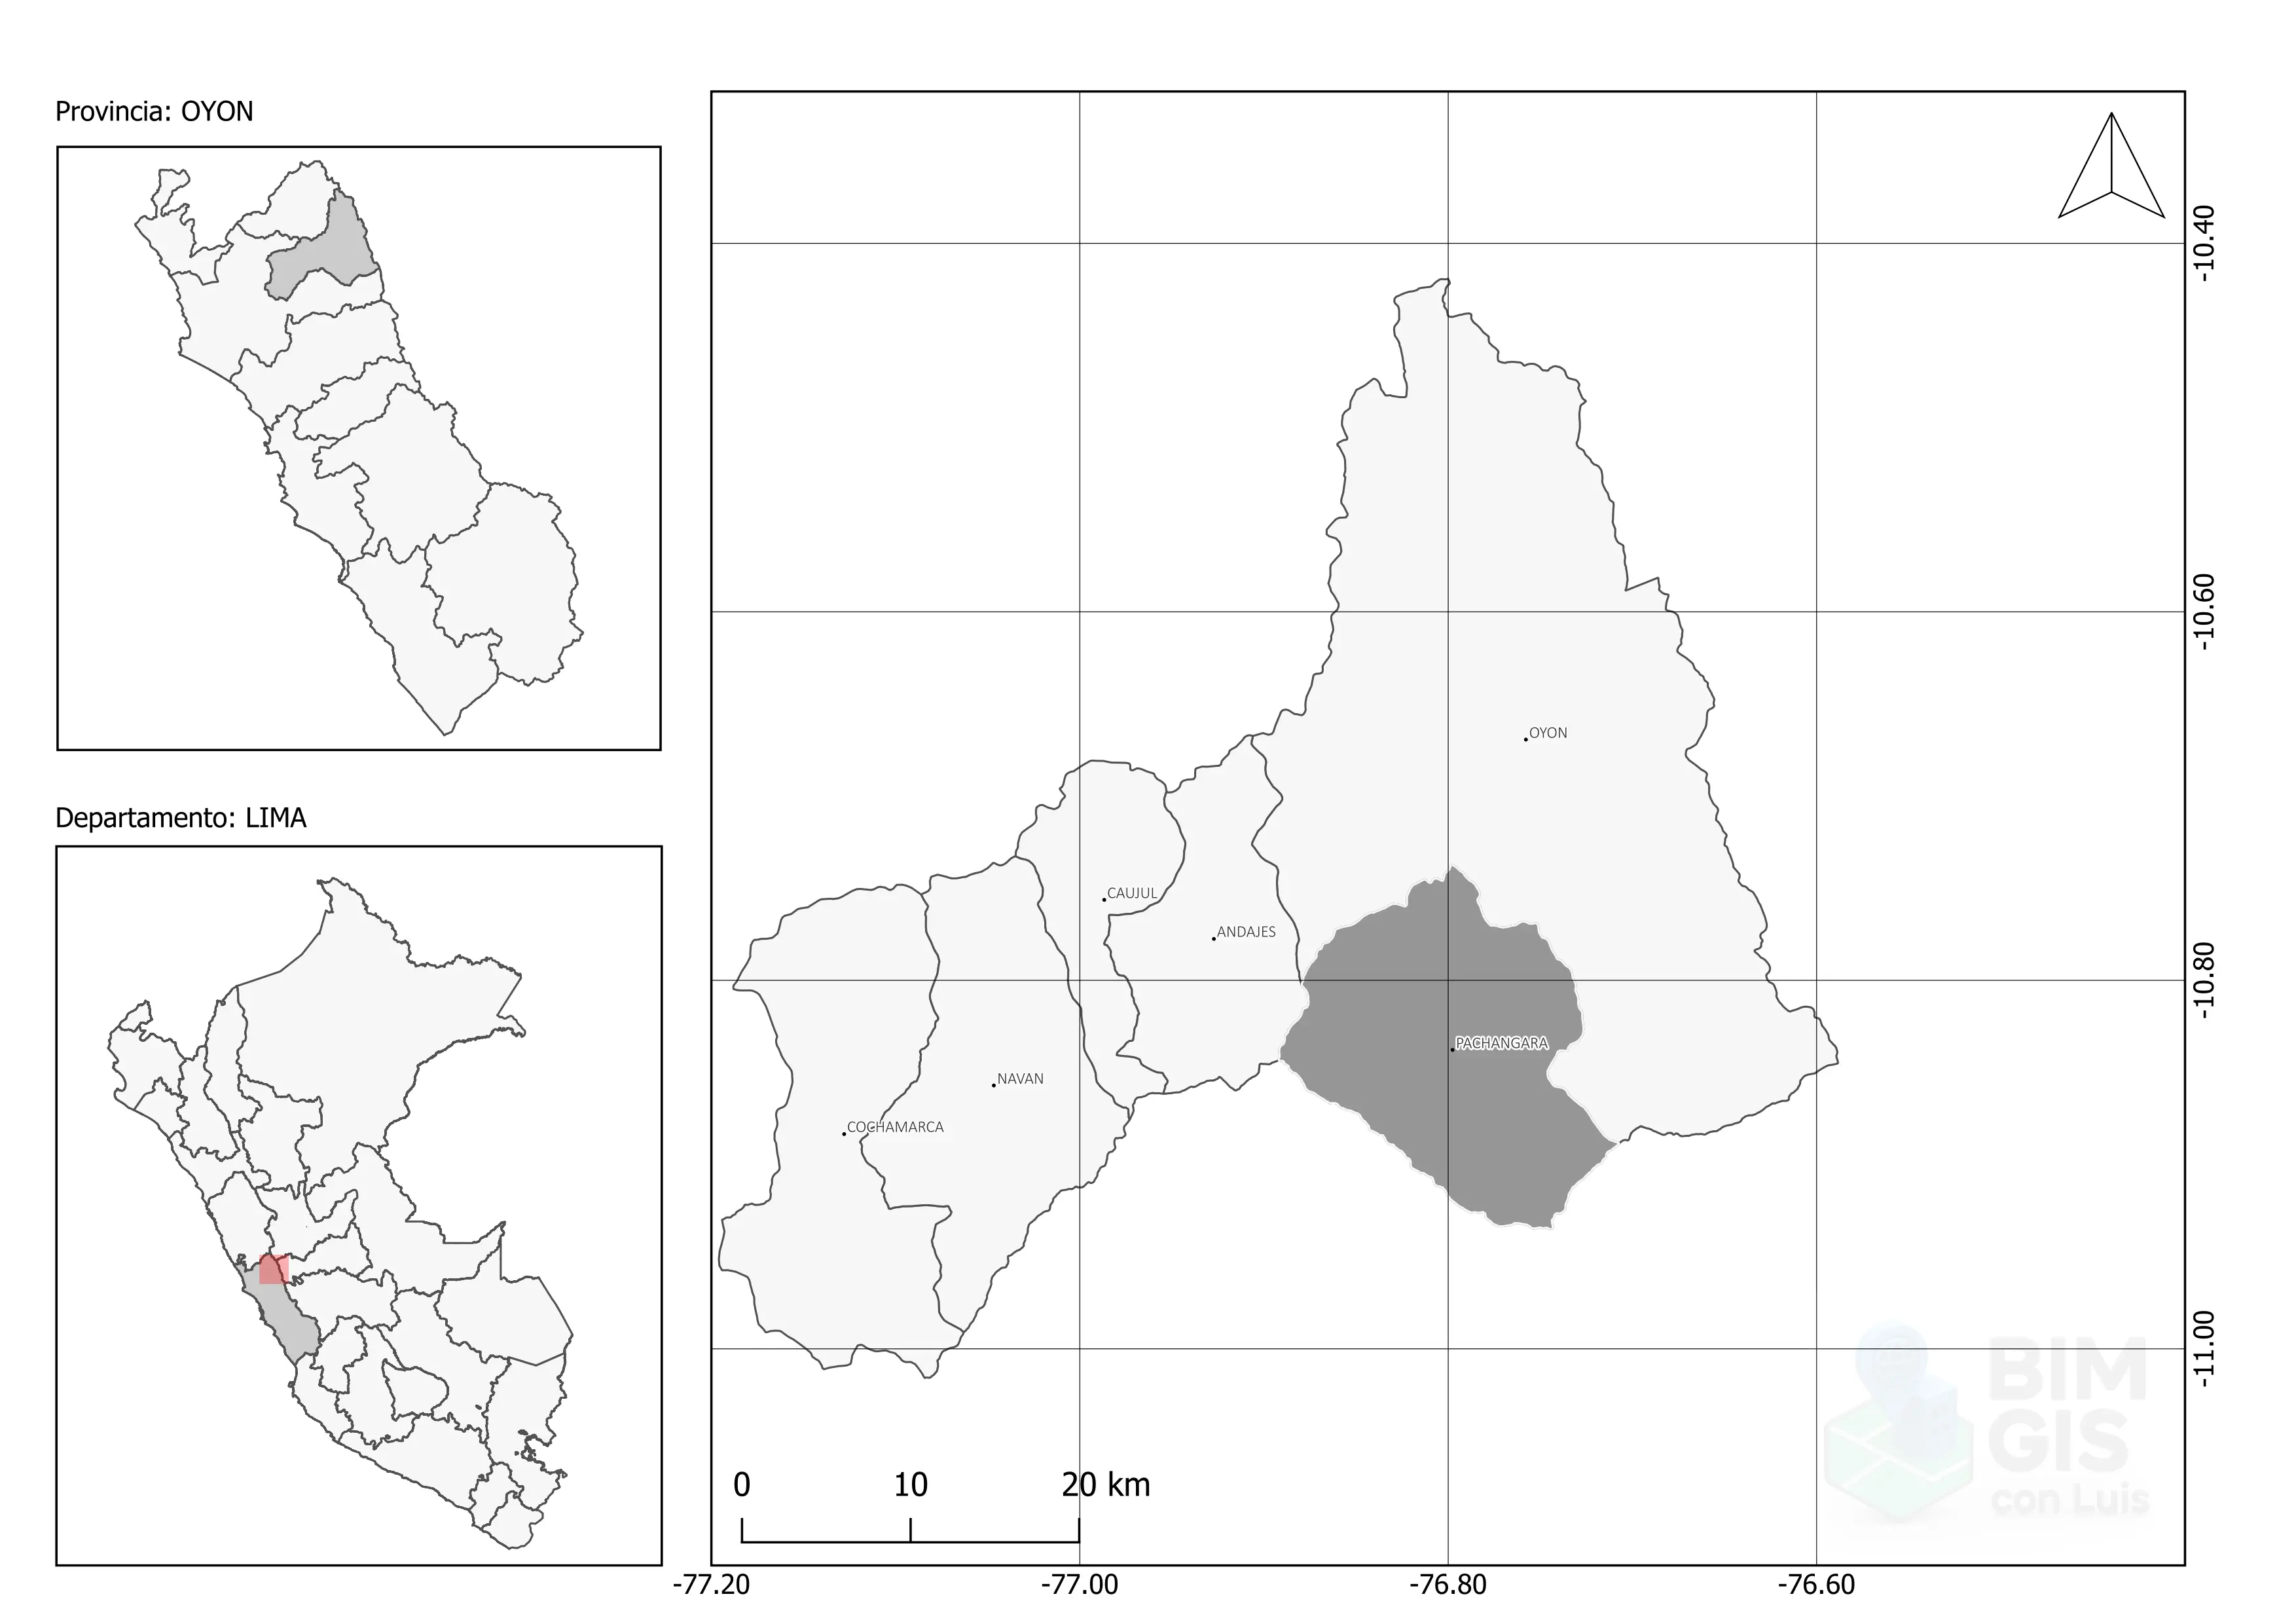 Provincia: OYON
Departamento: LIMA
OYON
CAUJUL
ANDAJES
PACHANGARA
NAVAN
COCHAMARCA
-10.40
-10.60
-10.80
-11.00
0 10 20 km
-77.20 -77.00 -76.80 -76.60
BIM
GIS
con Luis